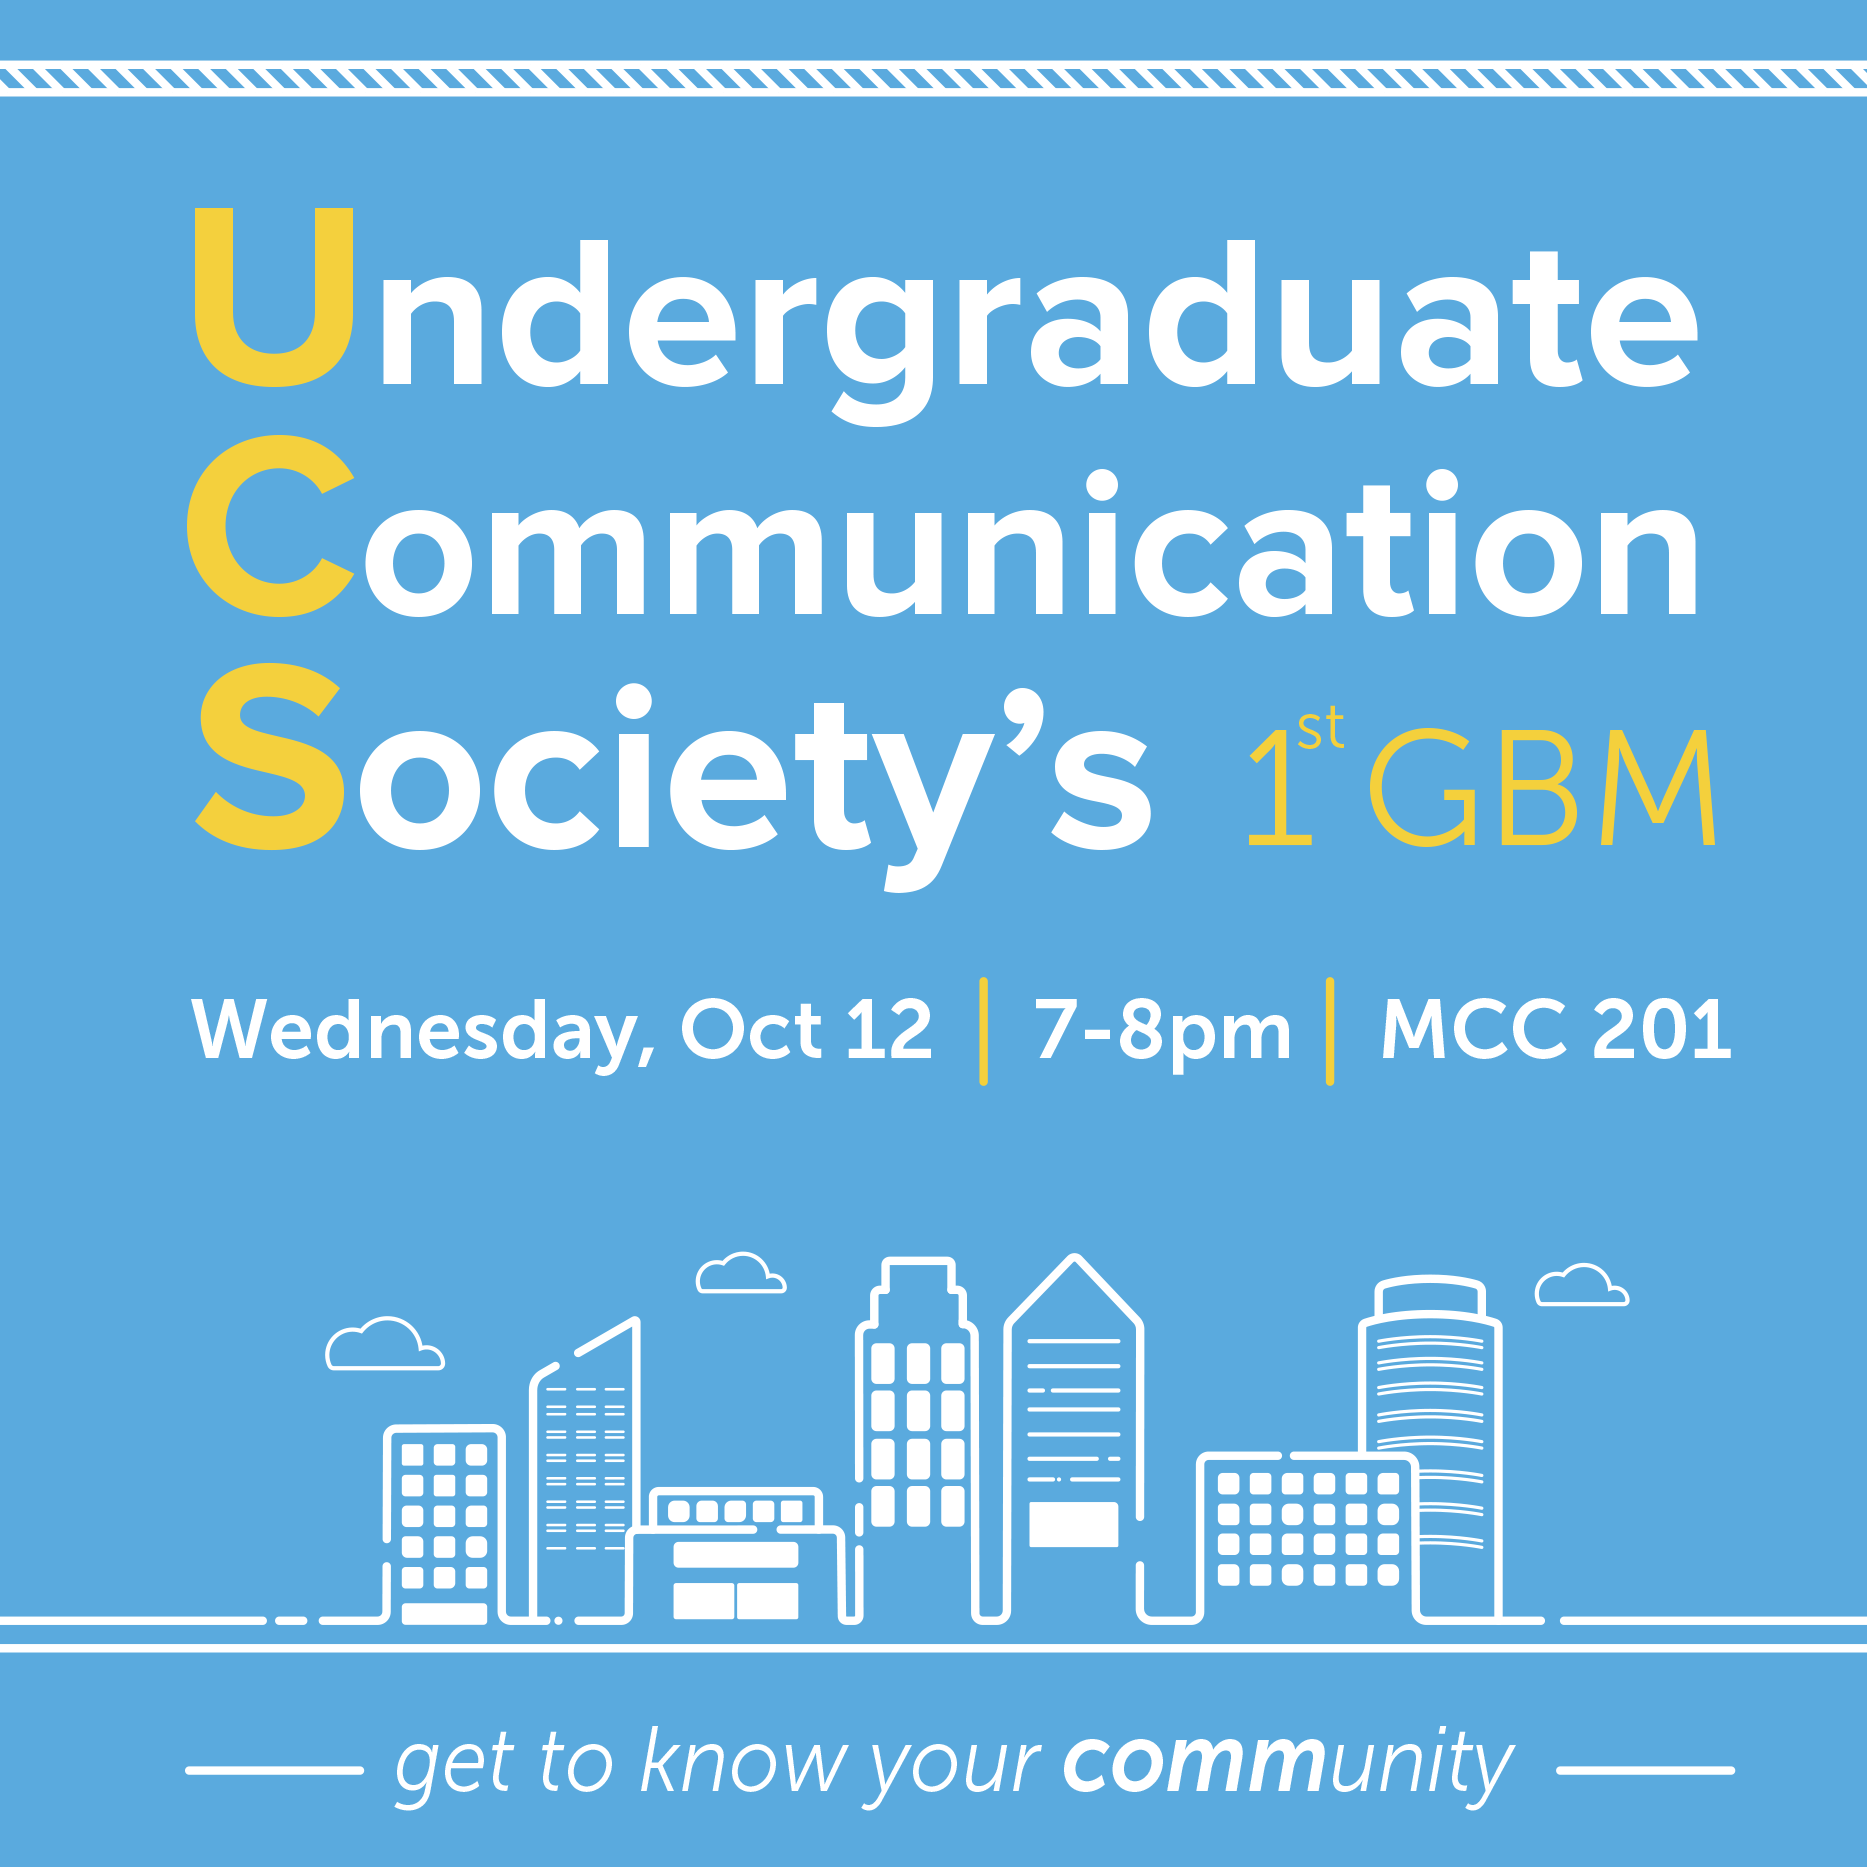 Undergraduate
Communication
Society’s 1st GBM
Wednesday, Oct 12 | 7-8pm | MCC 201
get to know your community